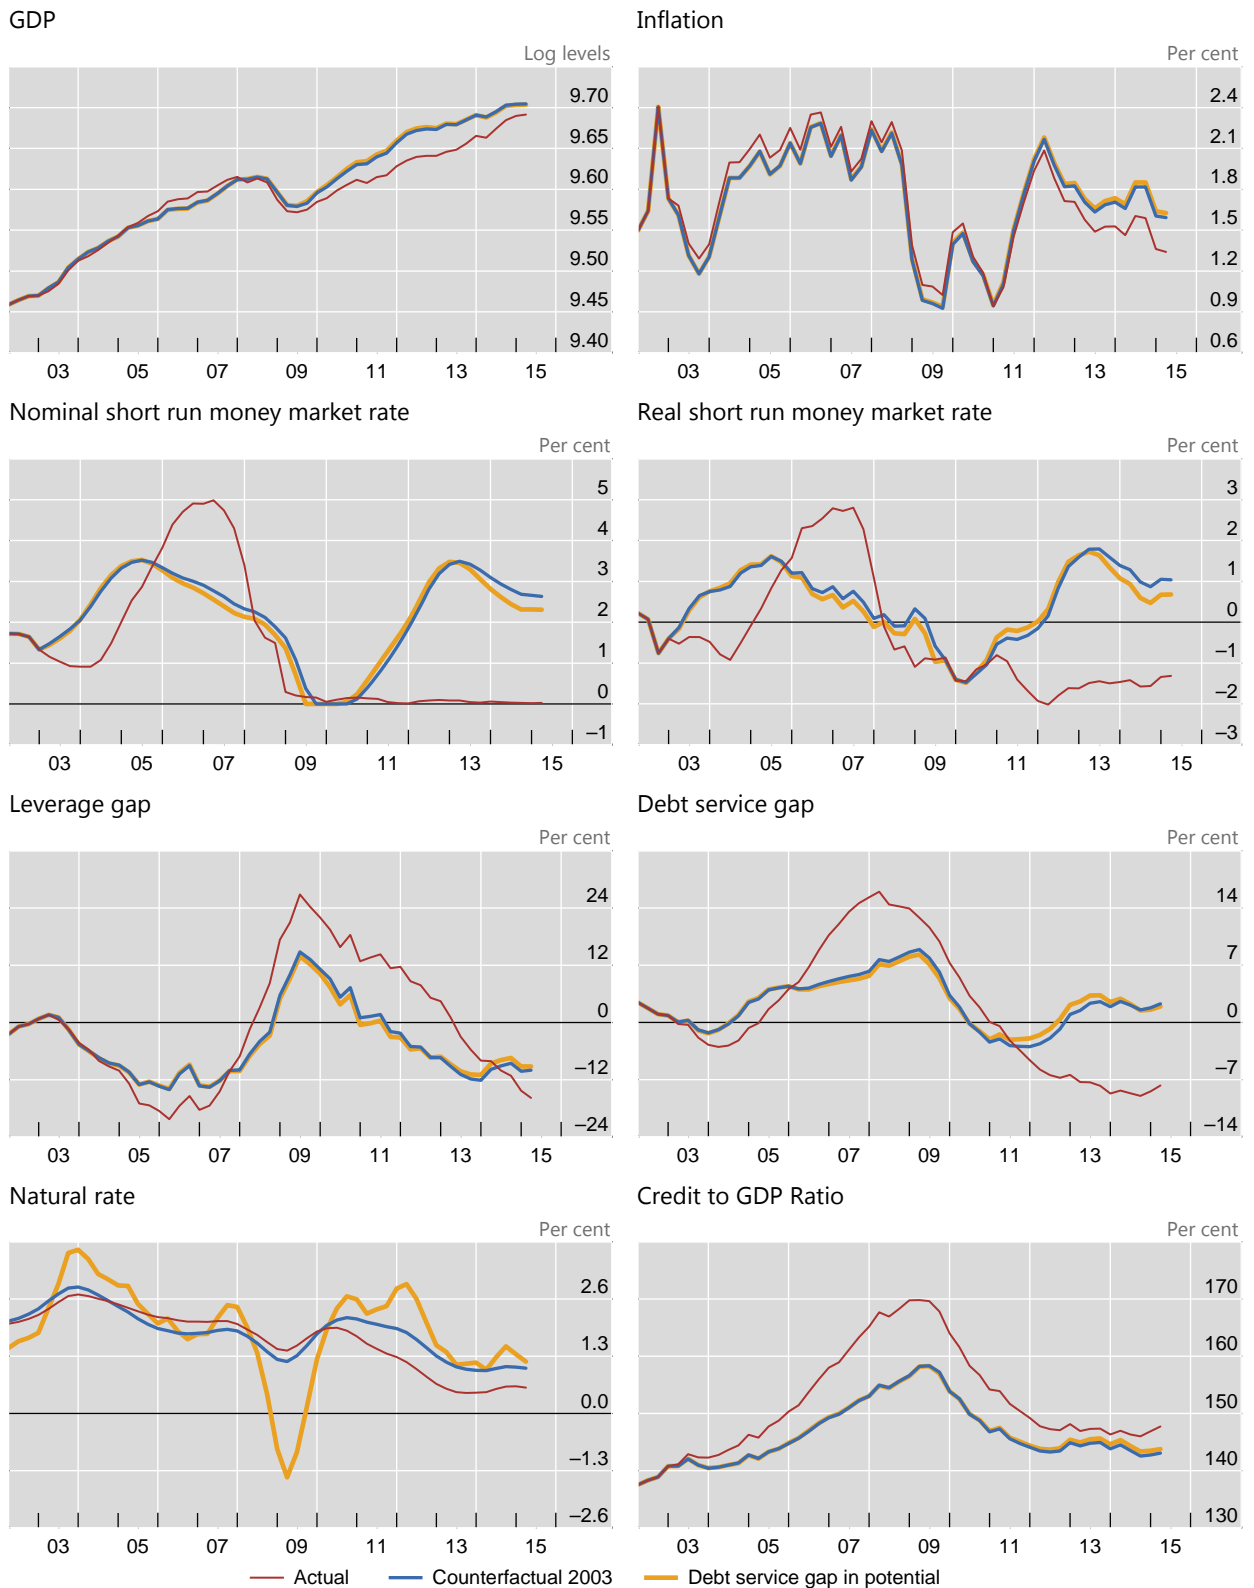 GDP
Log levels
9.70
9.65
9.60
9.55
9.50
9.45
9.40
03 05 07 09 11 13 15
Inflation
Per cent
2.4
2.1
1.8
1.5
1.2
0.9
0.6
03 05 07 09 11 13 15
Nominal short run money market rate
Per cent
5
4
3
2
1
0
–1
03 05 07 09 11 13 15
Real short run money market rate
Per cent
3
2
1
0
–1
–2
–3
03 05 07 09 11 13 15
Leverage gap
Per cent
24
12
0
–12
–24
03 05 07 09 11 13 15
Debt service gap
Per cent
14
7
0
–7
–14
03 05 07 09 11 13 15
Natural rate
Per cent
2.6
1.3
0.0
–1.3
–2.6
03 05 07 09 11 13 15
Credit to GDP Ratio
Per cent
170
160
150
140
130
03 05 07 09 11 13 15
Actual Counterfactual 2003 Debt service gap in potential